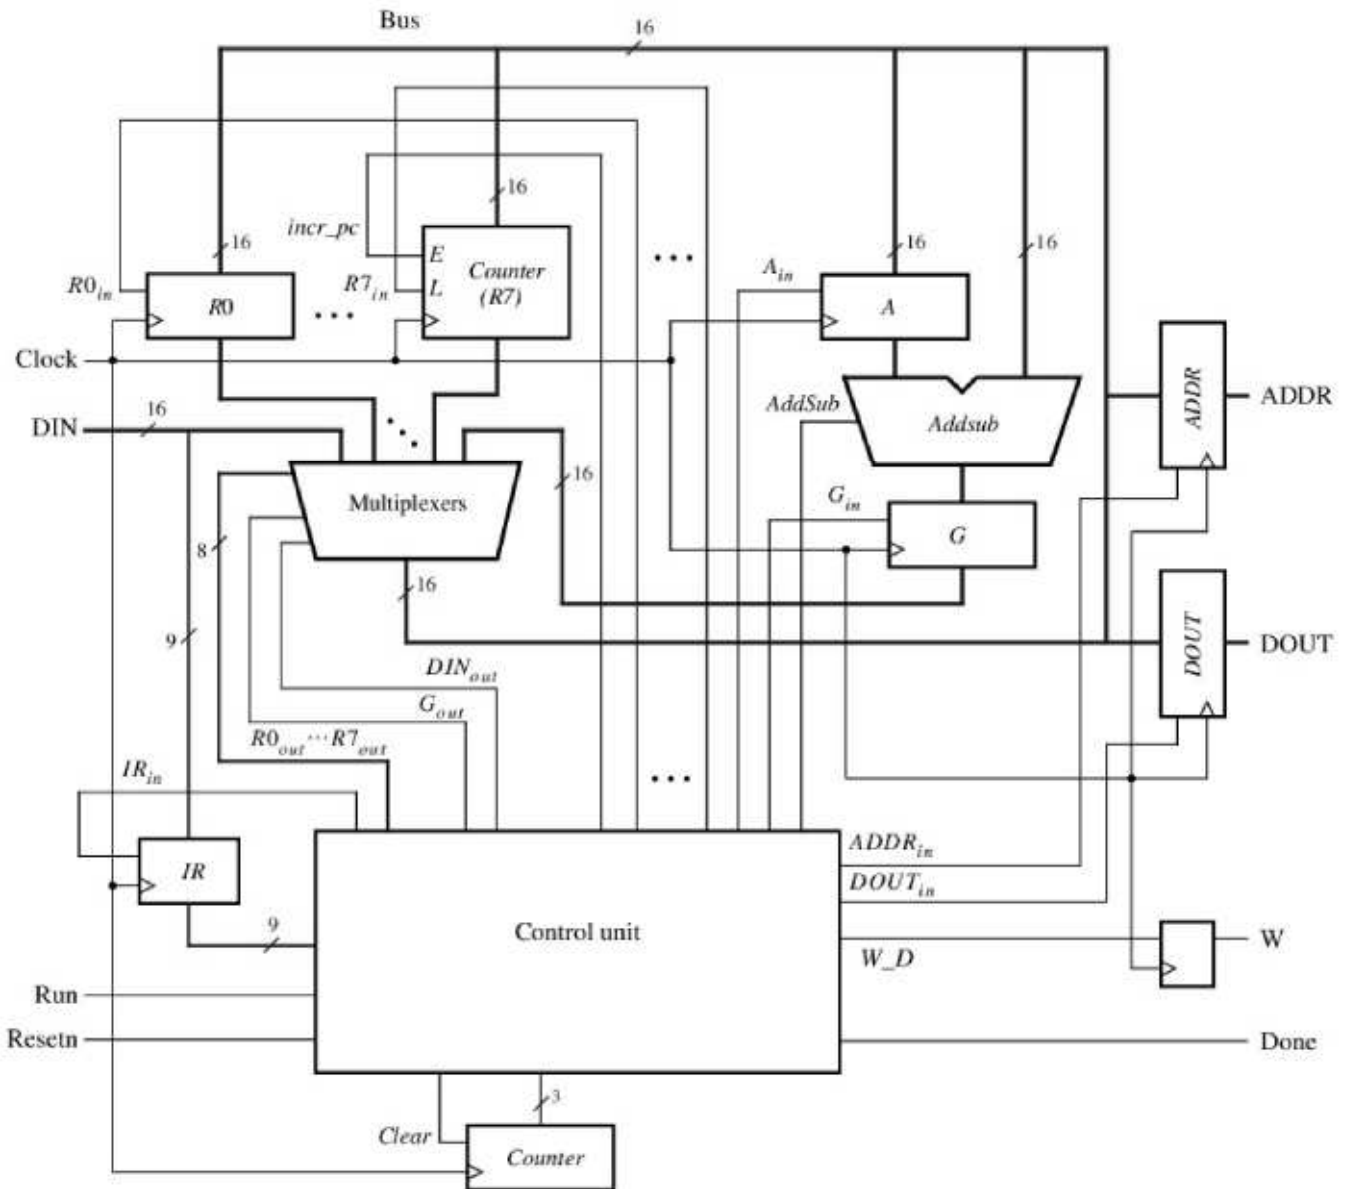 Bus
16
16
16
16
16
incr_pc
E
L
Counter
(R7)
R0in
R0
R7in
Ain
A
Clock
ADDR
ADDR
DIN
16
AddSub
Addsub
Multiplexers
16
8
Gin
G
16
9
DINout
Gout
R0out...R7out
DOUT
DOUT
IRin
IR
9
ADDRin
DOUTin
Control unit
W_D
W
Run
Resetn
Done
3
Clear
Counter